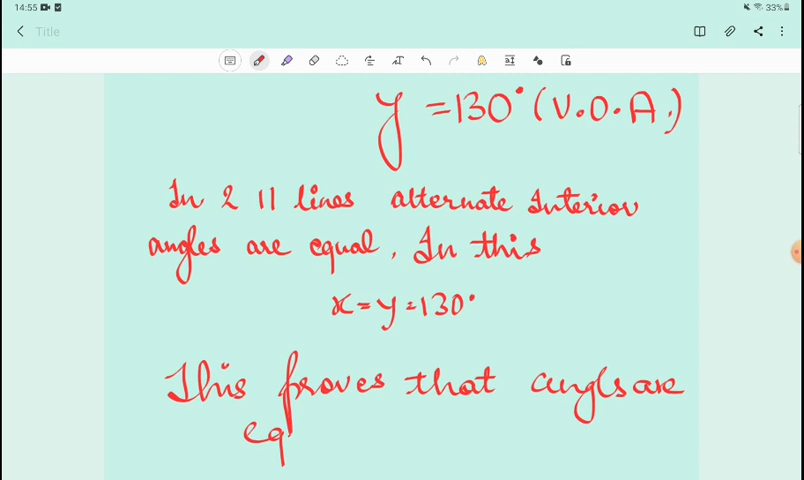 14:55
33%
Title
y = 130° (V.O.A.)
In 2 || lines alternate Interior
angles are equal. In this
x = y = 130°
This proves that angls are
eq